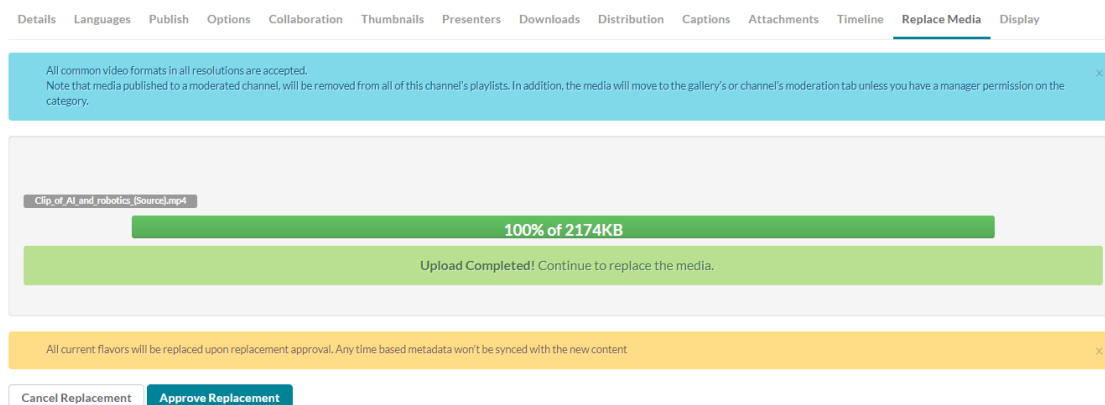 Details Languages Publish Options Collaboration Thumbnails Presenters Downloads Distribution Captions Attachments Timeline Replace Media Display
All common video formats in all resolutions are accepted.
x
Note that media published to a moderated channel, will be removed from all of this channel's playlists. In addition, the media will move to the gallery's or channel's moderation tab unless you have a manager permission on the
category.
Clip_of_AI_and_robotics_(Source).mp4
100% of 2174KB
Upload Completed! Continue to replace the media.
All current flavors will be replaced upon replacement approval. Any time based metadata won't be synced with the new content
x
Cancel Replacement Approve Replacement